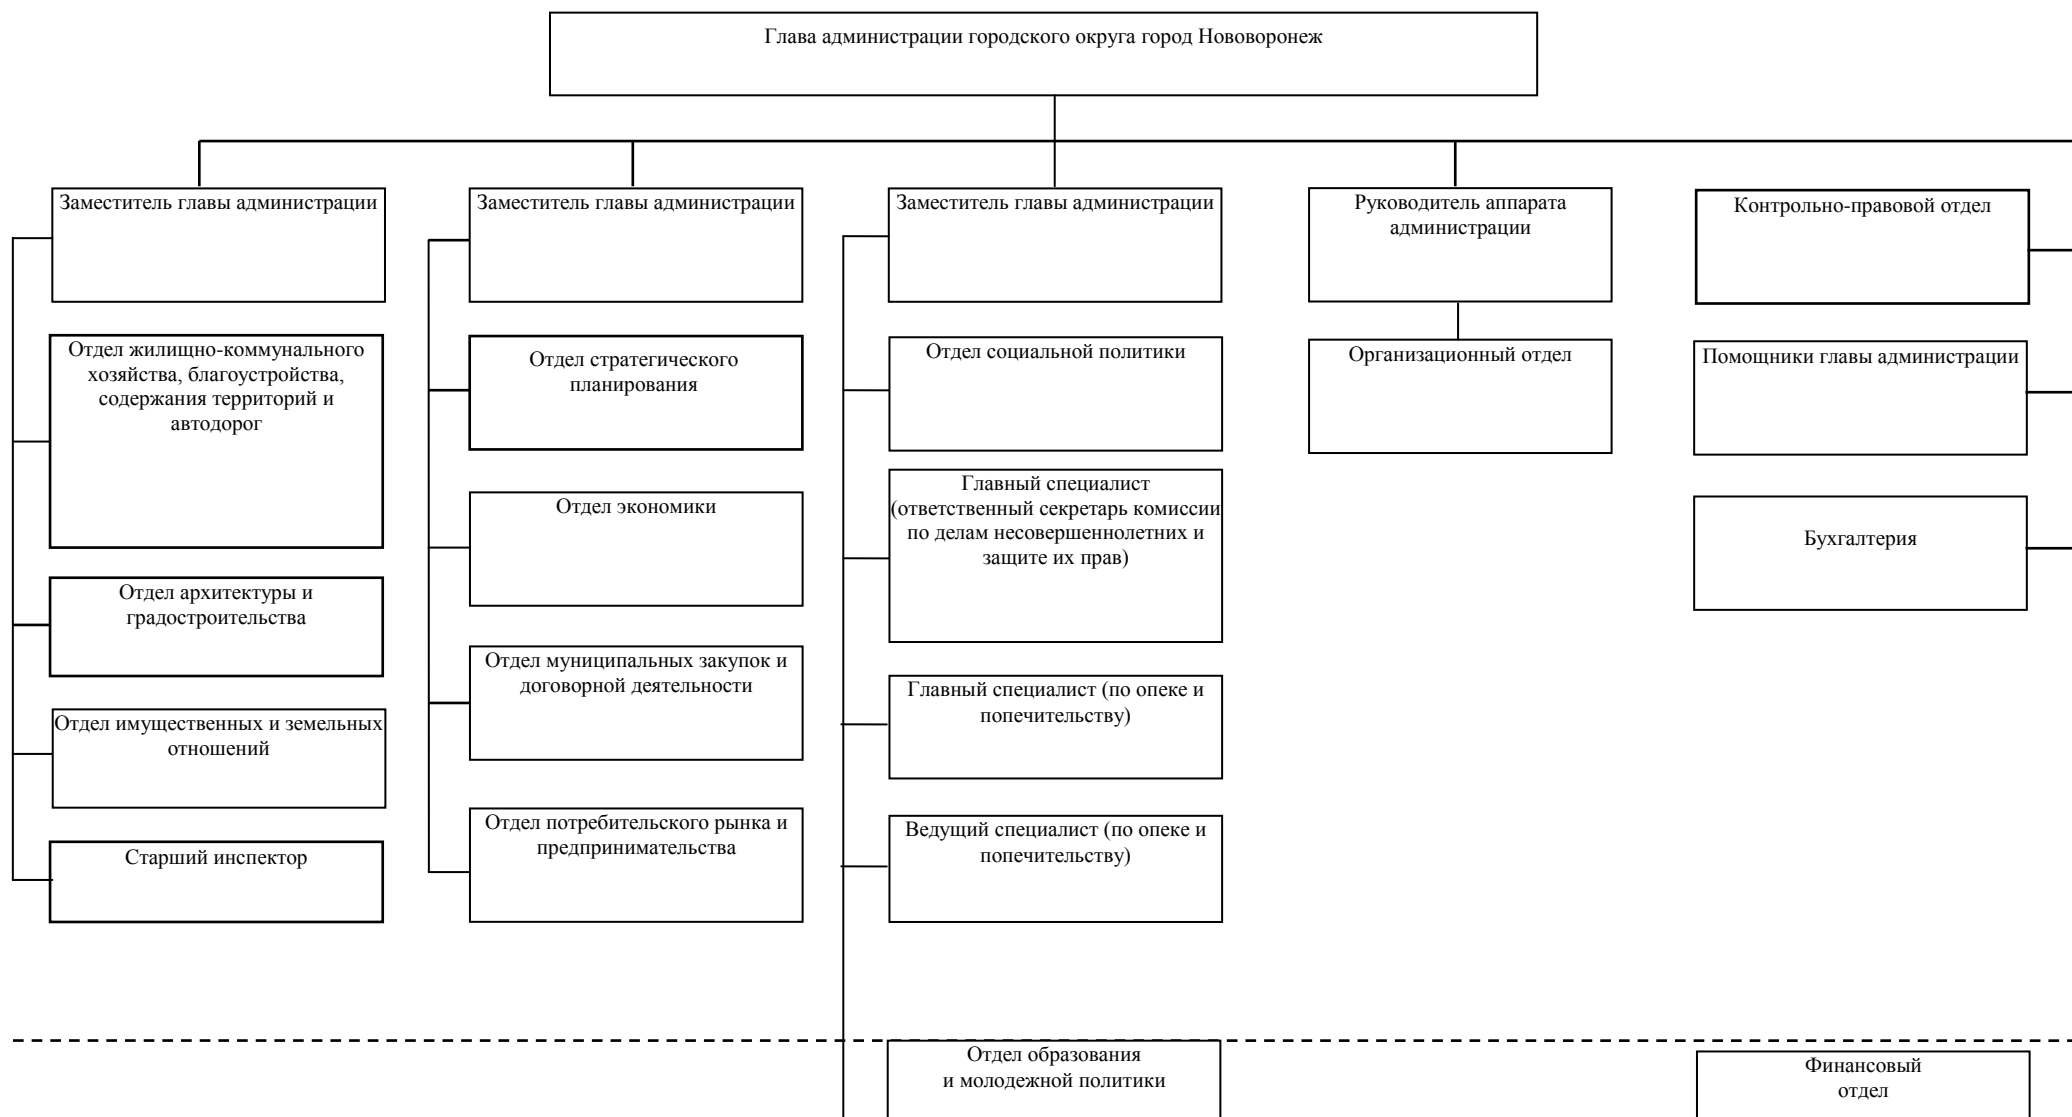 Глава администрации городского округа город Нововоронеж
Заместитель главы администрации
Отдел жилищно-коммунального
хозяйства, благоустройства,
содержания территорий и
автодорог
Отдел архитектуры и
градостроительства
Отдел имущественных и земельных
отношений
Старший инспектор
Заместитель главы администрации
Отдел стратегического
планирования
Отдел экономики
Отдел муниципальных закупок и
договорной деятельности
Отдел потребительского рынка и
предпринимательства
Заместитель главы администрации
Отдел социальной политики
Главный специалист
(ответственный секретарь комиссии
по делам несовершеннолетних и
защите их прав)
Главный специалист (по опеке и
попечительству)
Ведущий специалист (по опеке и
попечительству)
Отдел образования
и молодежной политики
Руководитель аппарата
администрации
Организационный отдел
Контрольно-правовой отдел
Помощники главы администрации
Бухгалтерия
Финансовый
отдел